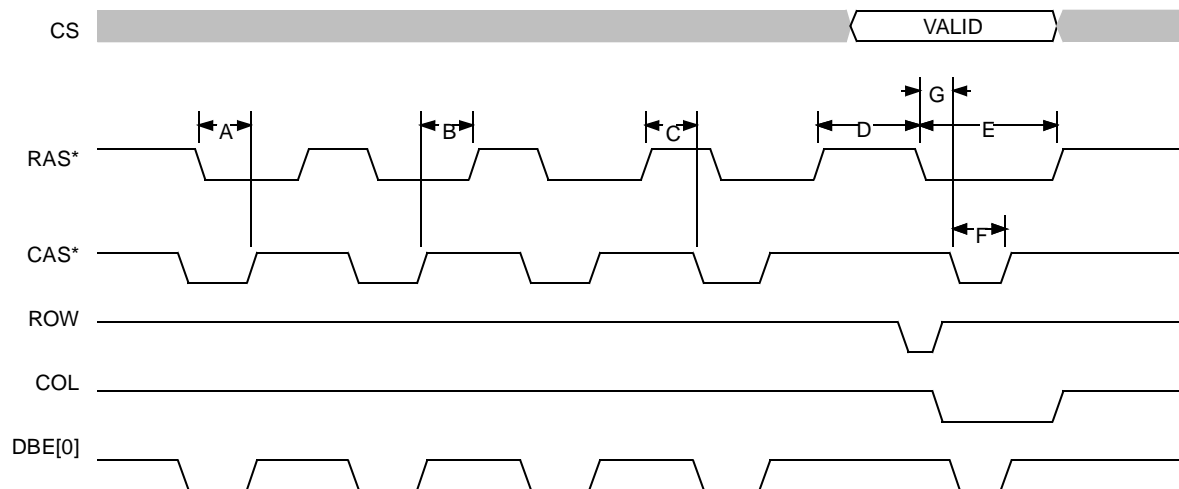 CS VALID
G
A B C D E
RAS*
F
CAS*
ROW
COL
DBE[0]